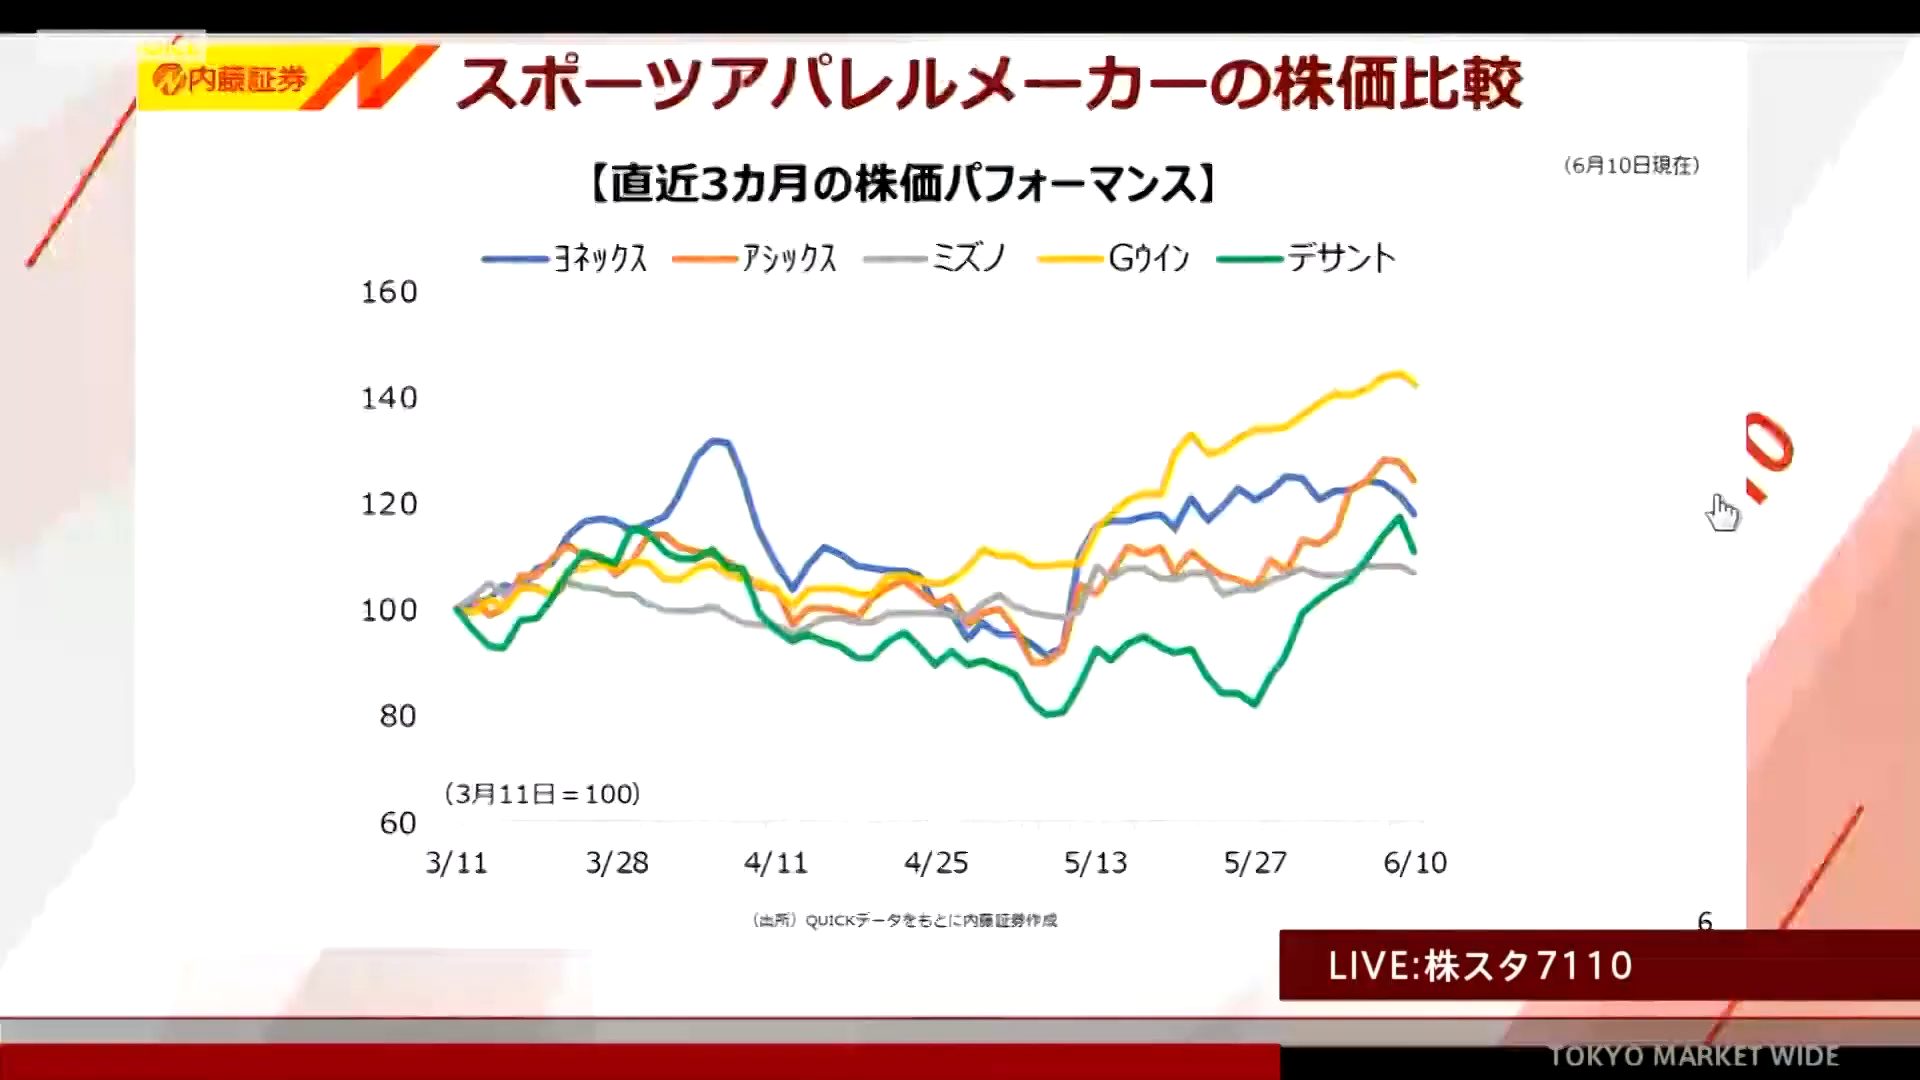 内藤証券
スポーツアパレルメーカーの株価比較
【直近3カ月の株価パフォーマンス】
(6月10日現在)
ヨネックス アシックス ミズノ Gウイン デサント
160
140
120
100
80
60
(3月11日=100)
3/11 3/28 4/11 4/25 5/13 5/27 6/10
(出所) QUICKデータをもとに内藤証券作成
6
LIVE:株スタ7110
TOKYO MARKET WIDE